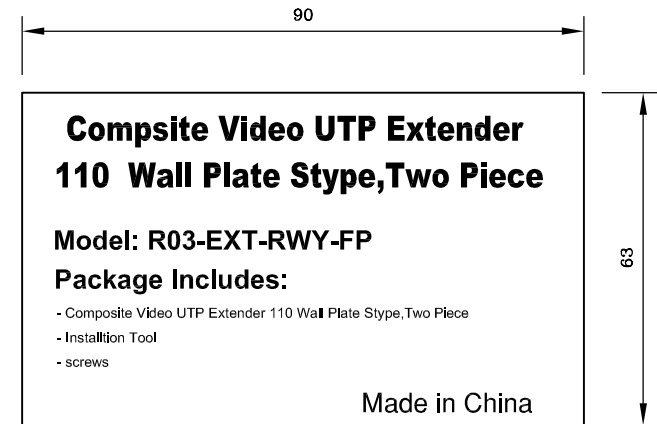 90
Compsite Video UTP Extender
110 Wall Plate Stype,Two Piece
63
Model: R03-EXT-RWY-FP
Package Includes:
- Composite Video UTP Extender 110 Wall Plate Stype,Two Piece
- Installtion Tool
- screws
Made in China